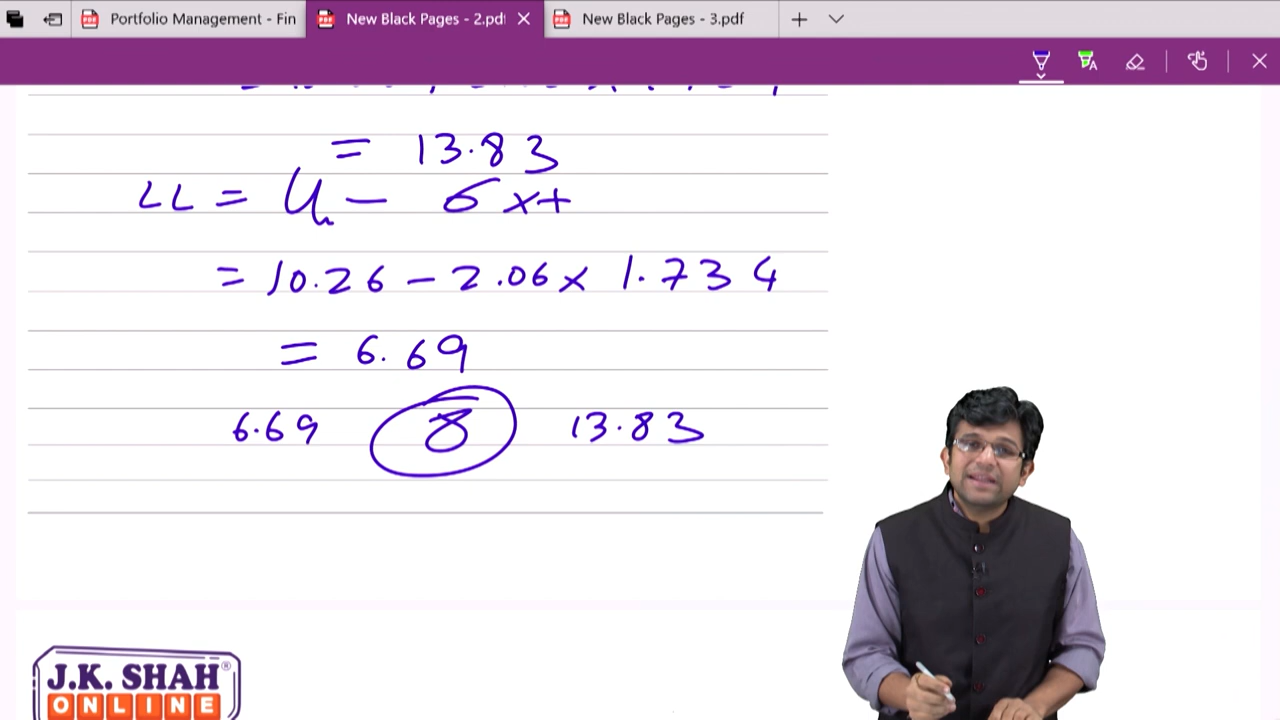 Portfolio Management - Fin
New Black Pages - 2.pdf
New Black Pages - 3.pdf
= 13.83
LL = μ - σ x t
= 10.26 - 2.06 x 1.734
= 6.69
6.69 8 13.83
J.K. SHAH®
ONLINE